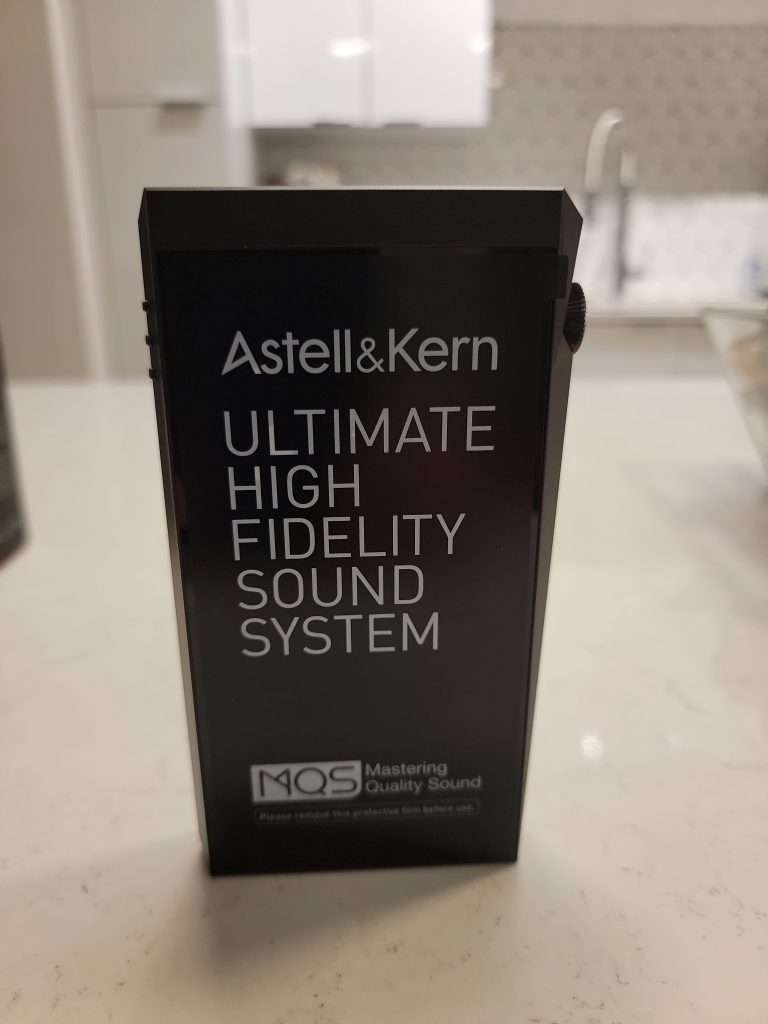 Astell&Kern
ULTIMATE
HIGH
FIDELITY
SOUND
SYSTEM
MQS Mastering
Quality Sound
Please remove this protective film before use.